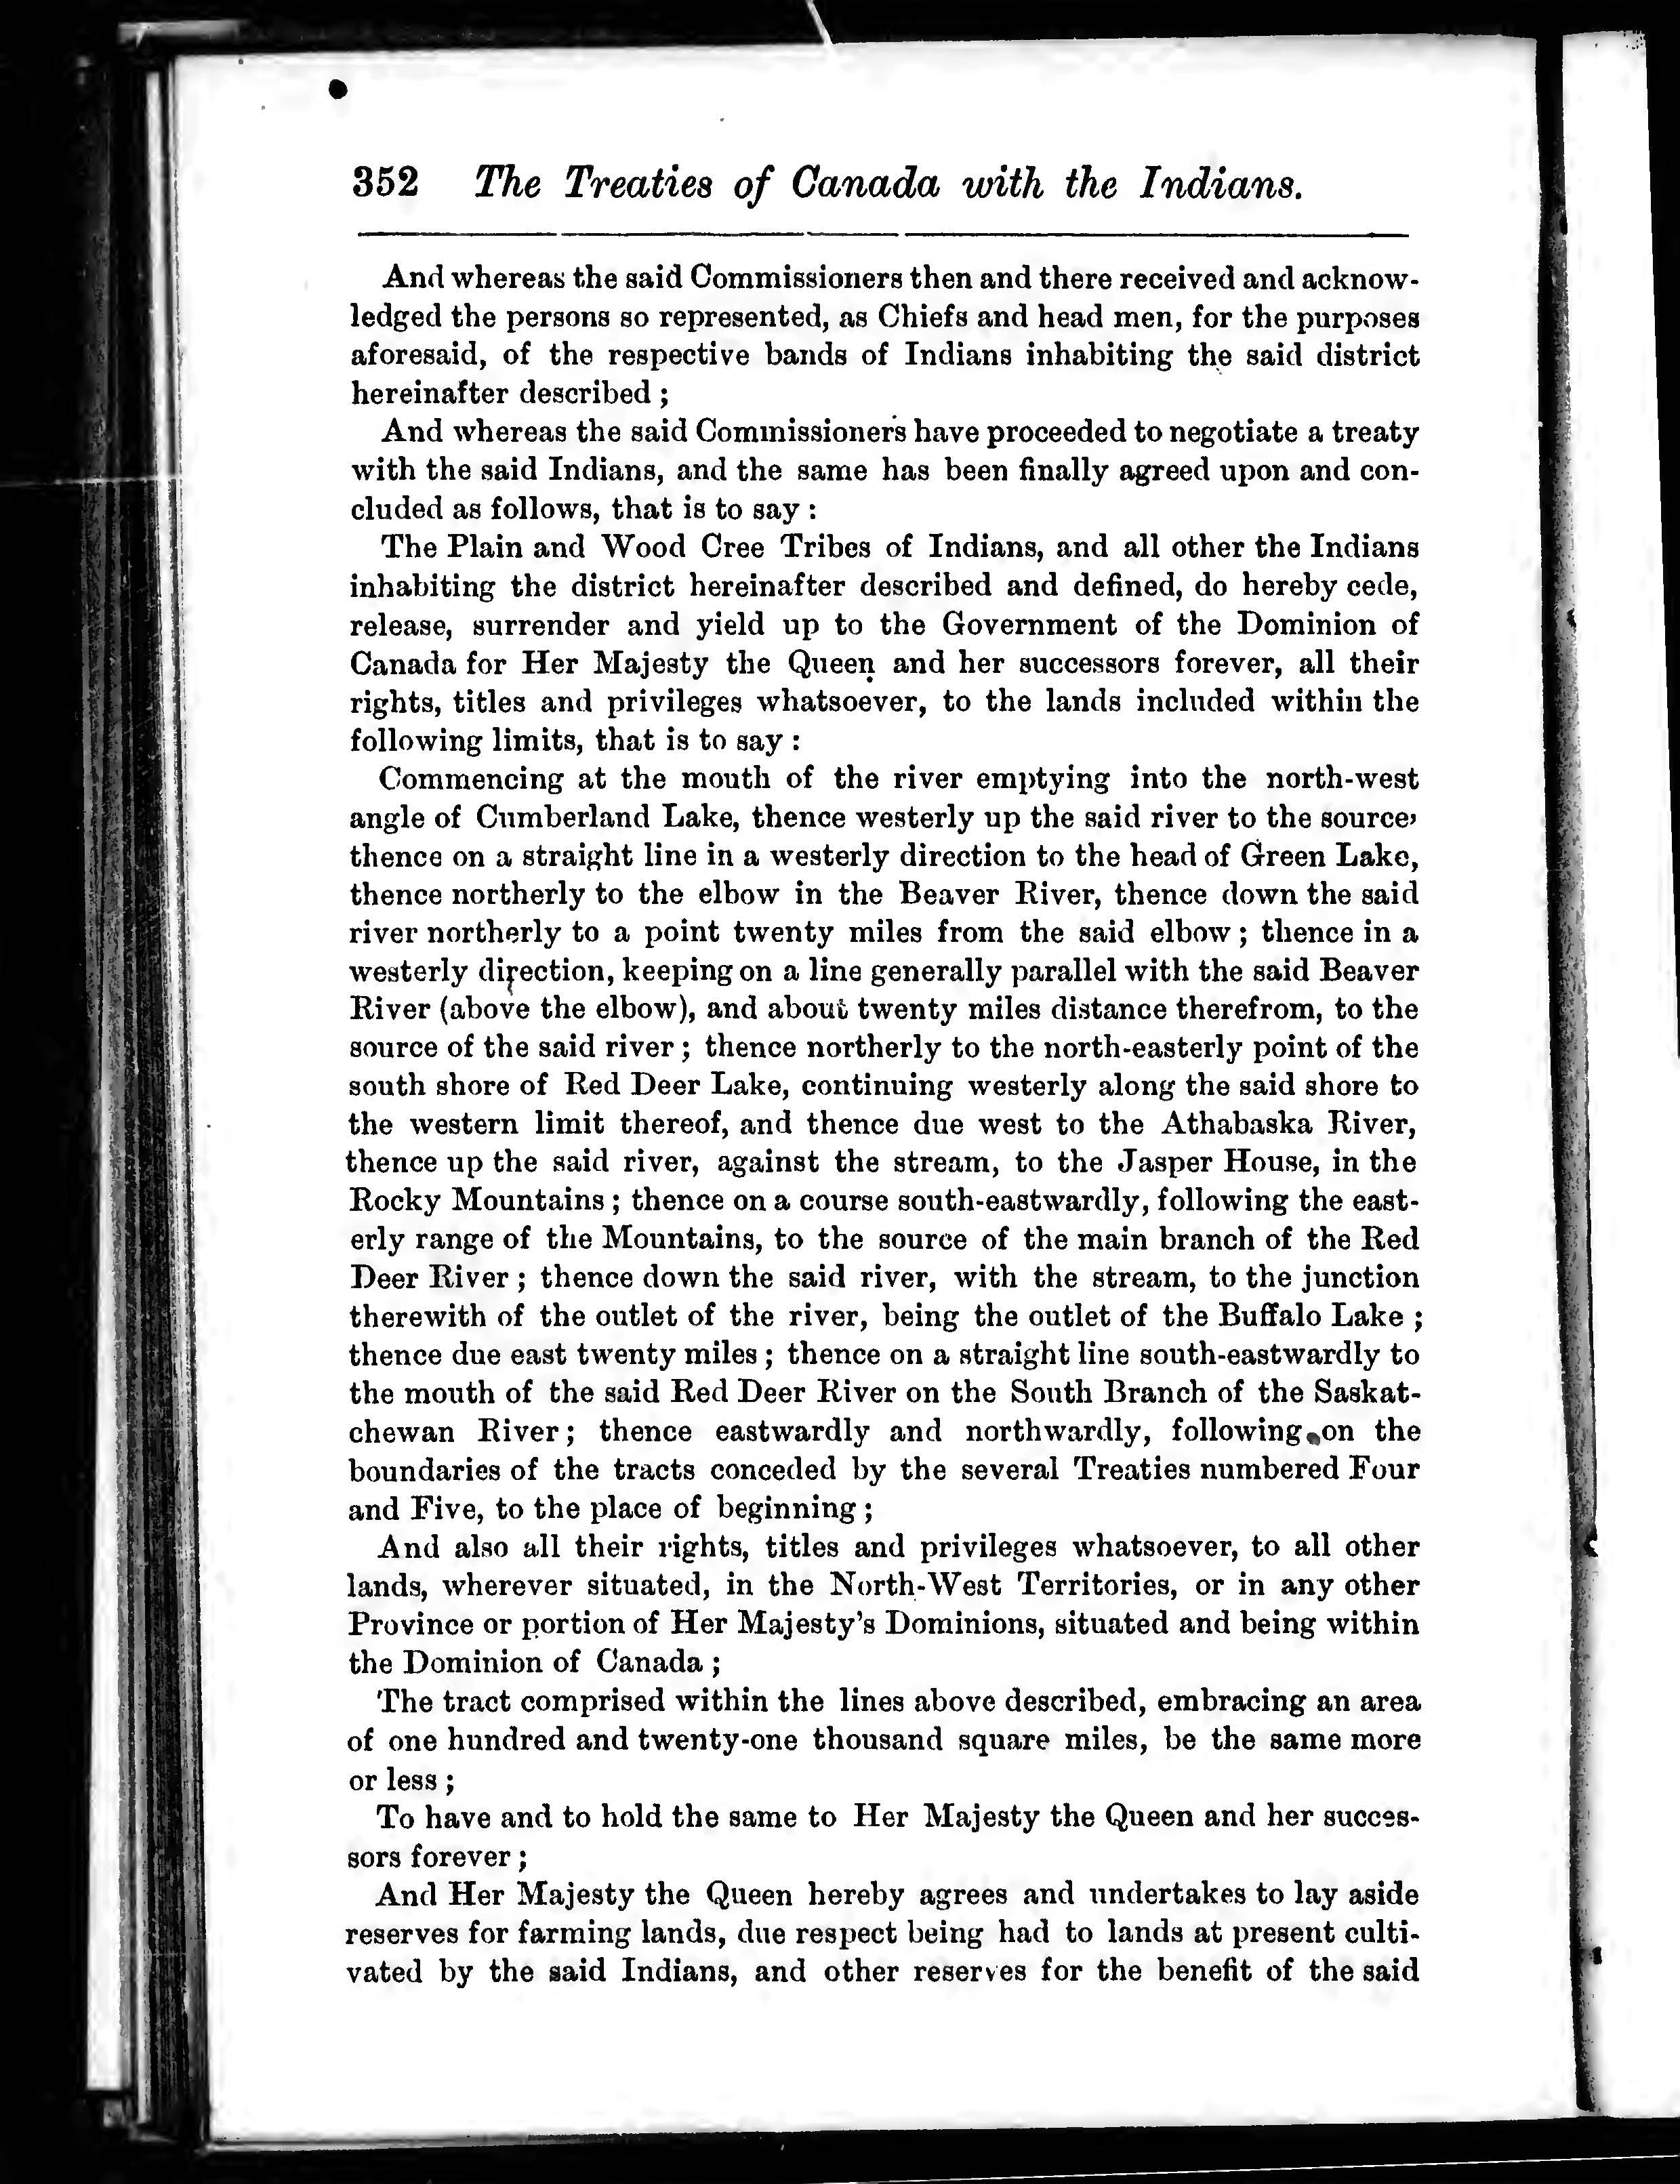 352 The Treaties of Canada with the Indians.
And whereas the said Commissioners then and there received and acknow-
ledged the persons so represented, as Chiefs and head men, for the purposes
aforesaid, of the respective bands of Indians inhabiting the said district
hereinafter described ;
And whereas the said Commissioners have proceeded to negotiate a treaty
with the said Indians, and the same has been finally agreed upon and con-
cluded as follows, that is to say :
The Plain and Wood Cree Tribes of Indians, and all other the Indians
inhabiting the district hereinafter described and defined, do hereby cede,
release, surrender and yield up to the Government of the Dominion of
Canada for Her Majesty the Queen and her successors forever, all their
rights, titles and privileges whatsoever, to the lands included within the
following limits, that is to say :
Commencing at the mouth of the river emptying into the north-west
angle of Cumberland Lake, thence westerly up the said river to the source,
thence on a straight line in a westerly direction to the head of Green Lake,
thence northerly to the elbow in the Beaver River, thence down the said
river northerly to a point twenty miles from the said elbow ; thence in a
westerly direction, keeping on a line generally parallel with the said Beaver
River (above the elbow), and about twenty miles distance therefrom, to the
source of the said river ; thence northerly to the north-easterly point of the
south shore of Red Deer Lake, continuing westerly along the said shore to
the western limit thereof, and thence due west to the Athabaska River,
thence up the said river, against the stream, to the Jasper House, in the
Rocky Mountains ; thence on a course south-eastwardly, following the east-
erly range of the Mountains, to the source of the main branch of the Red
Deer River ; thence down the said river, with the stream, to the junction
therewith of the outlet of the river, being the outlet of the Buffalo Lake ;
thence due east twenty miles ; thence on a straight line south-eastwardly to
the mouth of the said Red Deer River on the South Branch of the Saskat-
chewan River ; thence eastwardly and northwardly, following on the
boundaries of the tracts conceded by the several Treaties numbered Four
and Five, to the place of beginning ;
And also all their rights, titles and privileges whatsoever, to all other
lands, wherever situated, in the North-West Territories, or in any other
Province or portion of Her Majesty's Dominions, situated and being within
the Dominion of Canada ;
The tract comprised within the lines above described, embracing an area
of one hundred and twenty-one thousand square miles, be the same more
or less ;
To have and to hold the same to Her Majesty the Queen and her succes-
sors forever ;
And Her Majesty the Queen hereby agrees and undertakes to lay aside
reserves for farming lands, due respect being had to lands at present culti-
vated by the said Indians, and other reserves for the benefit of the said